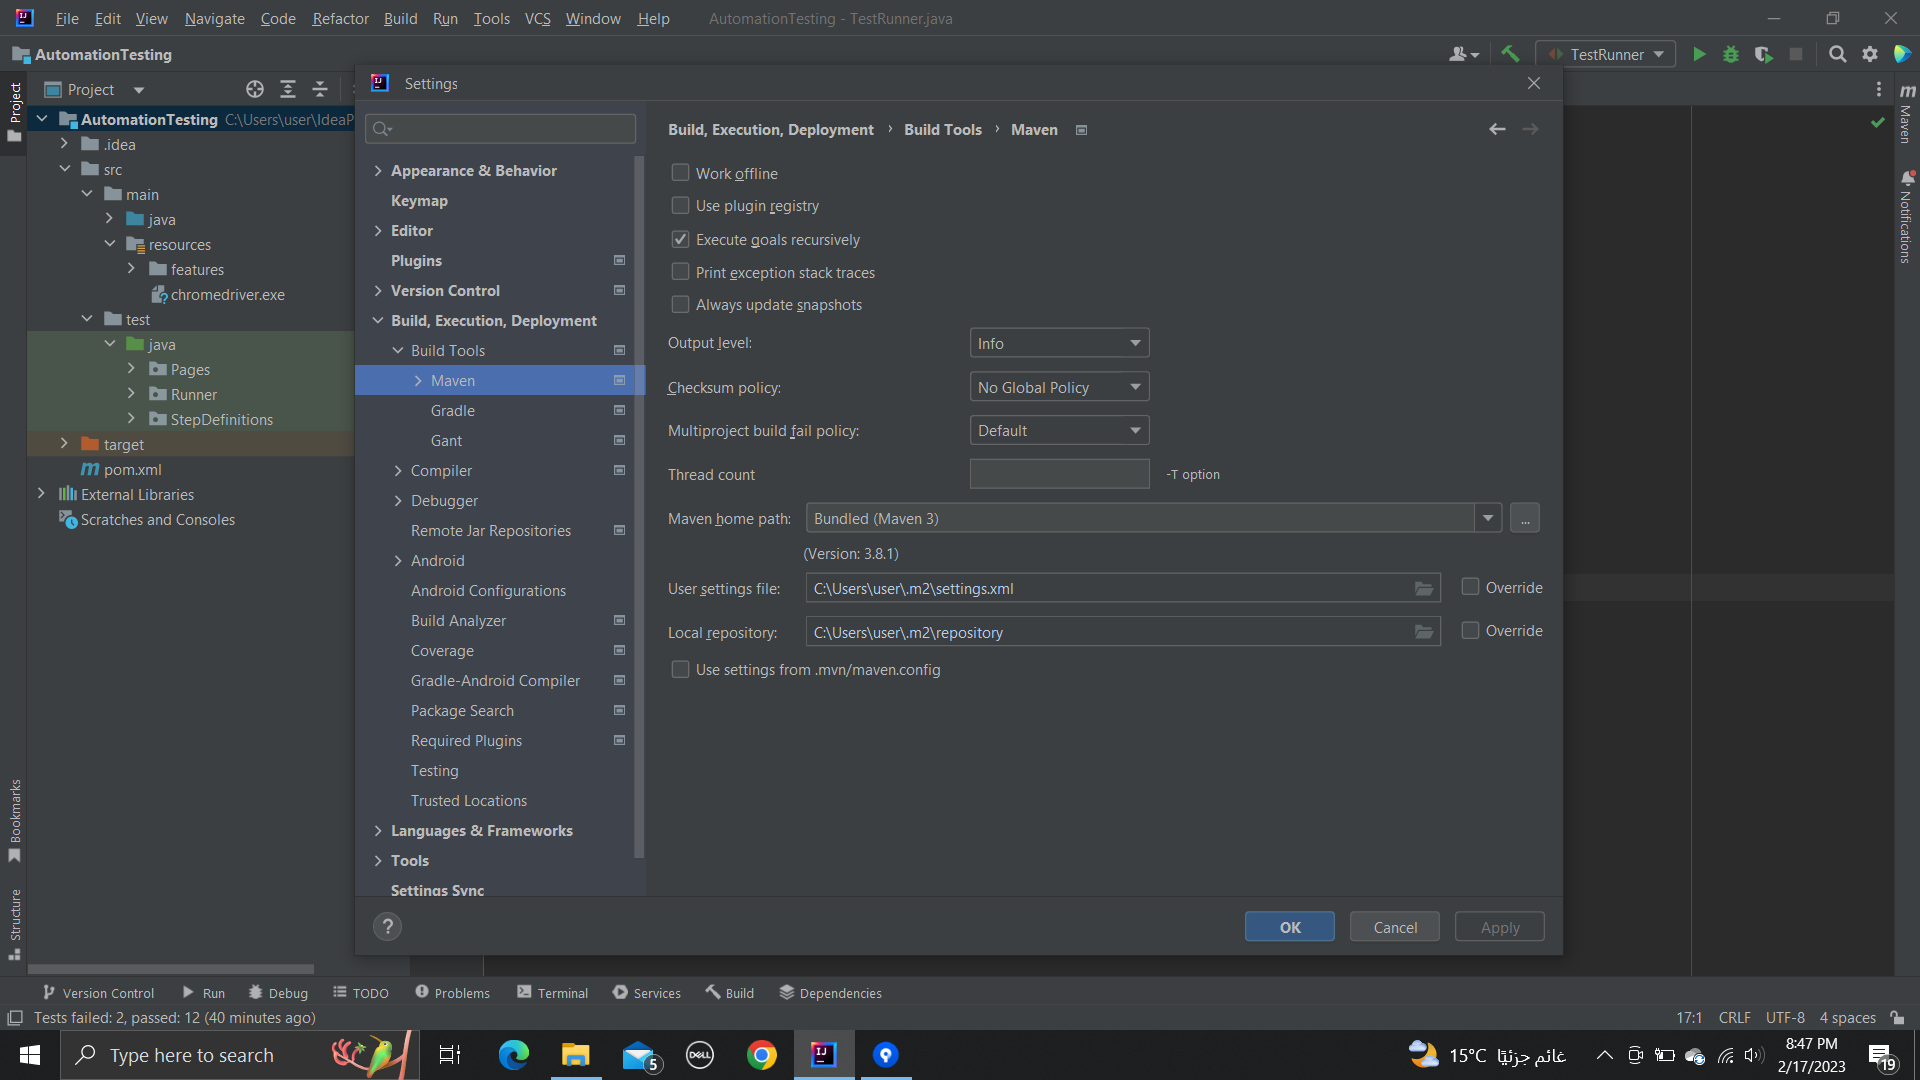 File Edit View Navigate Code Refactor Build Run Tools VCS Window Help AutomationTesting - TestRunner.java
AutomationTesting
TestRunner
Project
Settings
AutomationTesting C:\Users\user\IdeaP
.idea
src
main
java
resources
features
chromedriver.exe
test
java
Pages
Runner
StepDefinitions
target
pom.xml
External Libraries
Scratches and Consoles
Project
Bookmarks
Structure
Appearance & Behavior
Keymap
Editor
Plugins
Version Control
Build, Execution, Deployment
Build Tools
Maven
Gradle
Gant
Compiler
Debugger
Remote Jar Repositories
Android
Android Configurations
Build Analyzer
Coverage
Gradle-Android Compiler
Package Search
Required Plugins
Testing
Trusted Locations
Languages & Frameworks
Tools
Settings Sync
Build, Execution, Deployment › Build Tools › Maven
Work offline
Use plugin registry
Execute goals recursively
Print exception stack traces
Always update snapshots
Output level: Info
Checksum policy: No Global Policy
Multiproject build fail policy: Default
Thread count -T option
Maven home path: Bundled (Maven 3) ...
(Version: 3.8.1)
User settings file: C:\Users\user\.m2\settings.xml Override
Local repository: C:\Users\user\.m2\repository Override
Use settings from .mvn/maven.config
? OK Cancel Apply
m Maven
Notifications
Version Control Run Debug TODO Problems Terminal Services Build Dependencies
Tests failed: 2, passed: 12 (40 minutes ago) 17:1 CRLF UTF-8 4 spaces
Type here to search 5 DELL IJ 15°C غائم جزئيًا 8:47 PM
2/17/2023 19